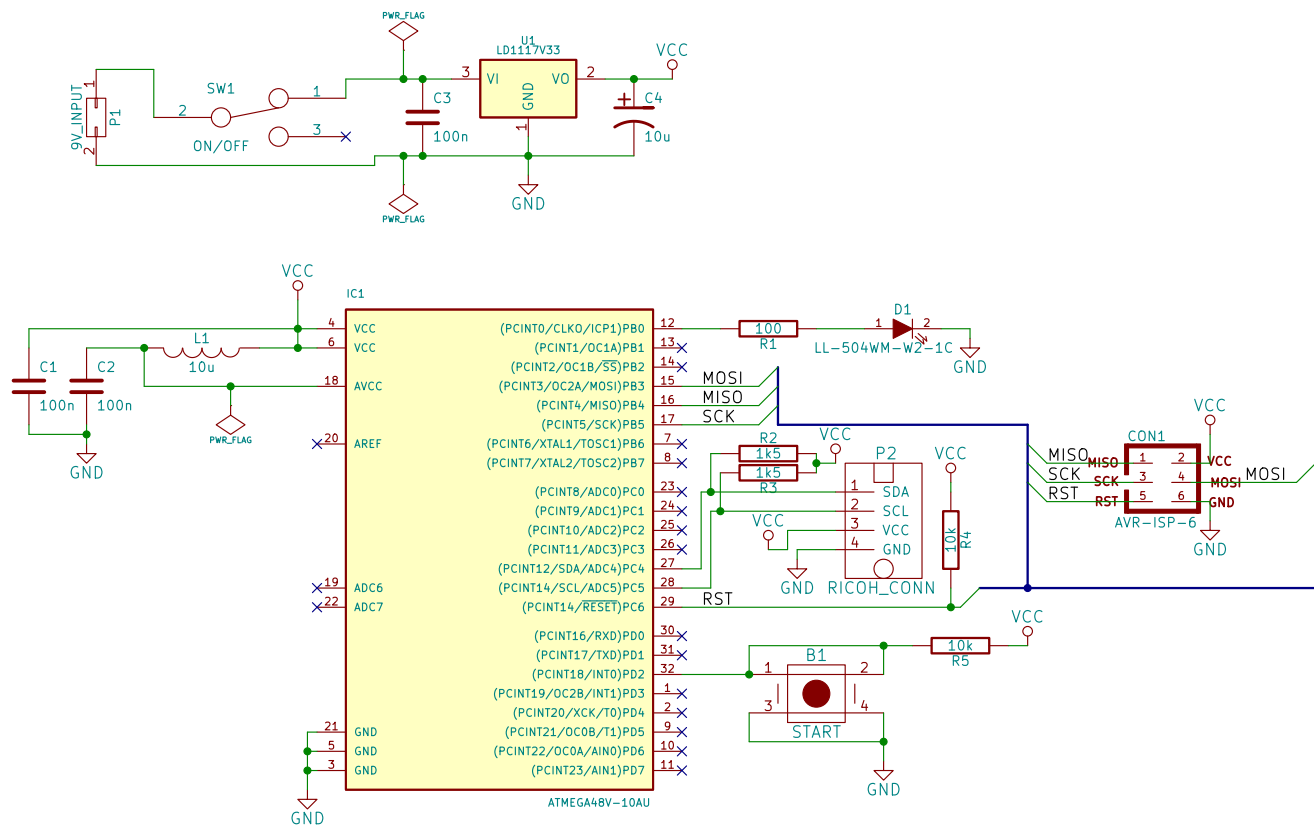 PWR_FLAG
U1
LD1117V33
VCC
9V_INPUT
1
2
P1
SW1
2
1
3
ON/OFF
C3
100n
3
VI
VO
2
GND
1
C4
10u
PWR_FLAG
GND
VCC
IC1
C1
100n
C2
100n
L1
10u
PWR_FLAG
GND
4
VCC
6
VCC
18
AVCC
20
AREF
19
ADC6
22
ADC7
21
GND
5
GND
3
GND
GND
(PCINT0/CLKO/ICP1)PB0
12
(PCINT1/OC1A)PB1
13
(PCINT2/OC1B/SS)PB2
14
(PCINT3/OC2A/MOSI)PB3
15
MOSI
(PCINT4/MISO)PB4
16
MISO
(PCINT5/SCK)PB5
17
SCK
(PCINT6/XTAL1/TOSC1)PB6
7
(PCINT7/XTAL2/TOSC2)PB7
8
(PCINT8/ADC0)PC0
23
(PCINT9/ADC1)PC1
24
(PCINT10/ADC2)PC2
25
(PCINT11/ADC3)PC3
26
(PCINT12/SDA/ADC4)PC4
27
(PCINT14/SCL/ADC5)PC5
28
(PCINT14/RESET)PC6
29
RST
(PCINT16/RXD)PD0
30
(PCINT17/TXD)PD1
31
(PCINT18/INT0)PD2
32
(PCINT19/OC2B/INT1)PD3
1
(PCINT20/XCK/T0)PD4
2
(PCINT21/OC0B/T1)PD5
9
(PCINT22/OC0A/AIN0)PD6
10
(PCINT23/AIN1)PD7
11
ATMEGA48V-10AU
100
R1
D1
1
2
LL-504WM-W2-1C
GND
R2
1k5
1k5
R3
VCC
P2
1
SDA
2
SCL
3
VCC
4
GND
RICOH_CONN
VCC
GND
VCC
10k
R4
CON1
VCC
MISO
MISO
1
2
VCC
SCK
SCK
3
4
MOSI
MOSI
RST
RST
5
6
GND
AVR-ISP-6
GND
B1
1
2
3
4
START
10k
R5
VCC
GND